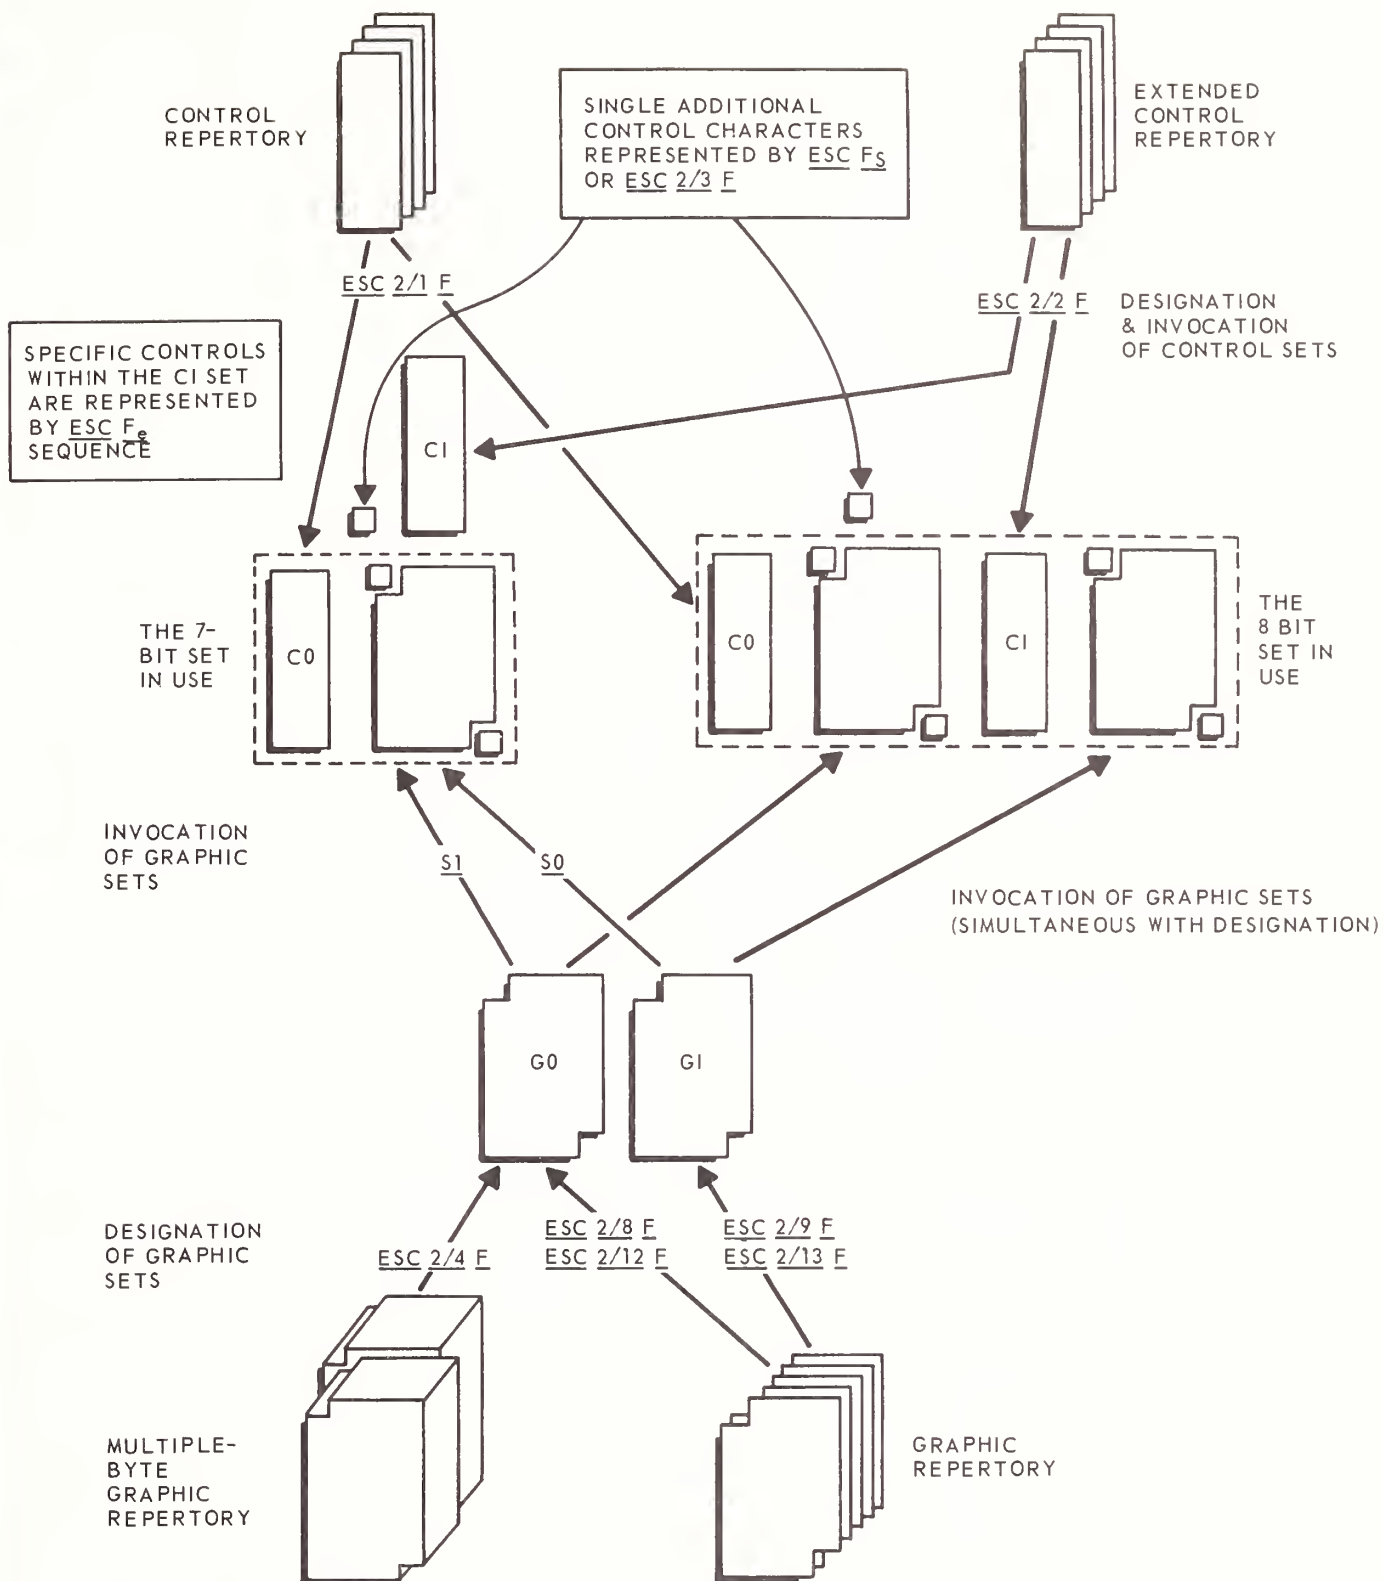 CONTROL
REPERTORY
SINGLE ADDITIONAL
CONTROL CHARACTERS
REPRESENTED BY ESC FS
OR ESC 2/3 F
EXTENDED
CONTROL
REPERTORY
ESC 2/1 F
ESC 2/2 F
DESIGNATION
& INVOCATION
OF CONTROL SETS
SPECIFIC CONTROLS
WITHIN THE CI SET
ARE REPRESENTED
BY ESC Fe
SEQUENCE
CI
THE 7-
BIT SET
IN USE
C0
C0
CI
THE
8 BIT
SET IN
USE
INVOCATION
OF GRAPHIC
SETS
S1
S0
INVOCATION OF GRAPHIC SETS
(SIMULTANEOUS WITH DESIGNATION)
G0
GI
DESIGNATION
OF GRAPHIC
SETS
ESC 2/4 F
ESC 2/8 F
ESC 2/12 F
ESC 2/9 F
ESC 2/13 F
MULTIPLE-
BYTE
GRAPHIC
REPERTORY
GRAPHIC
REPERTORY